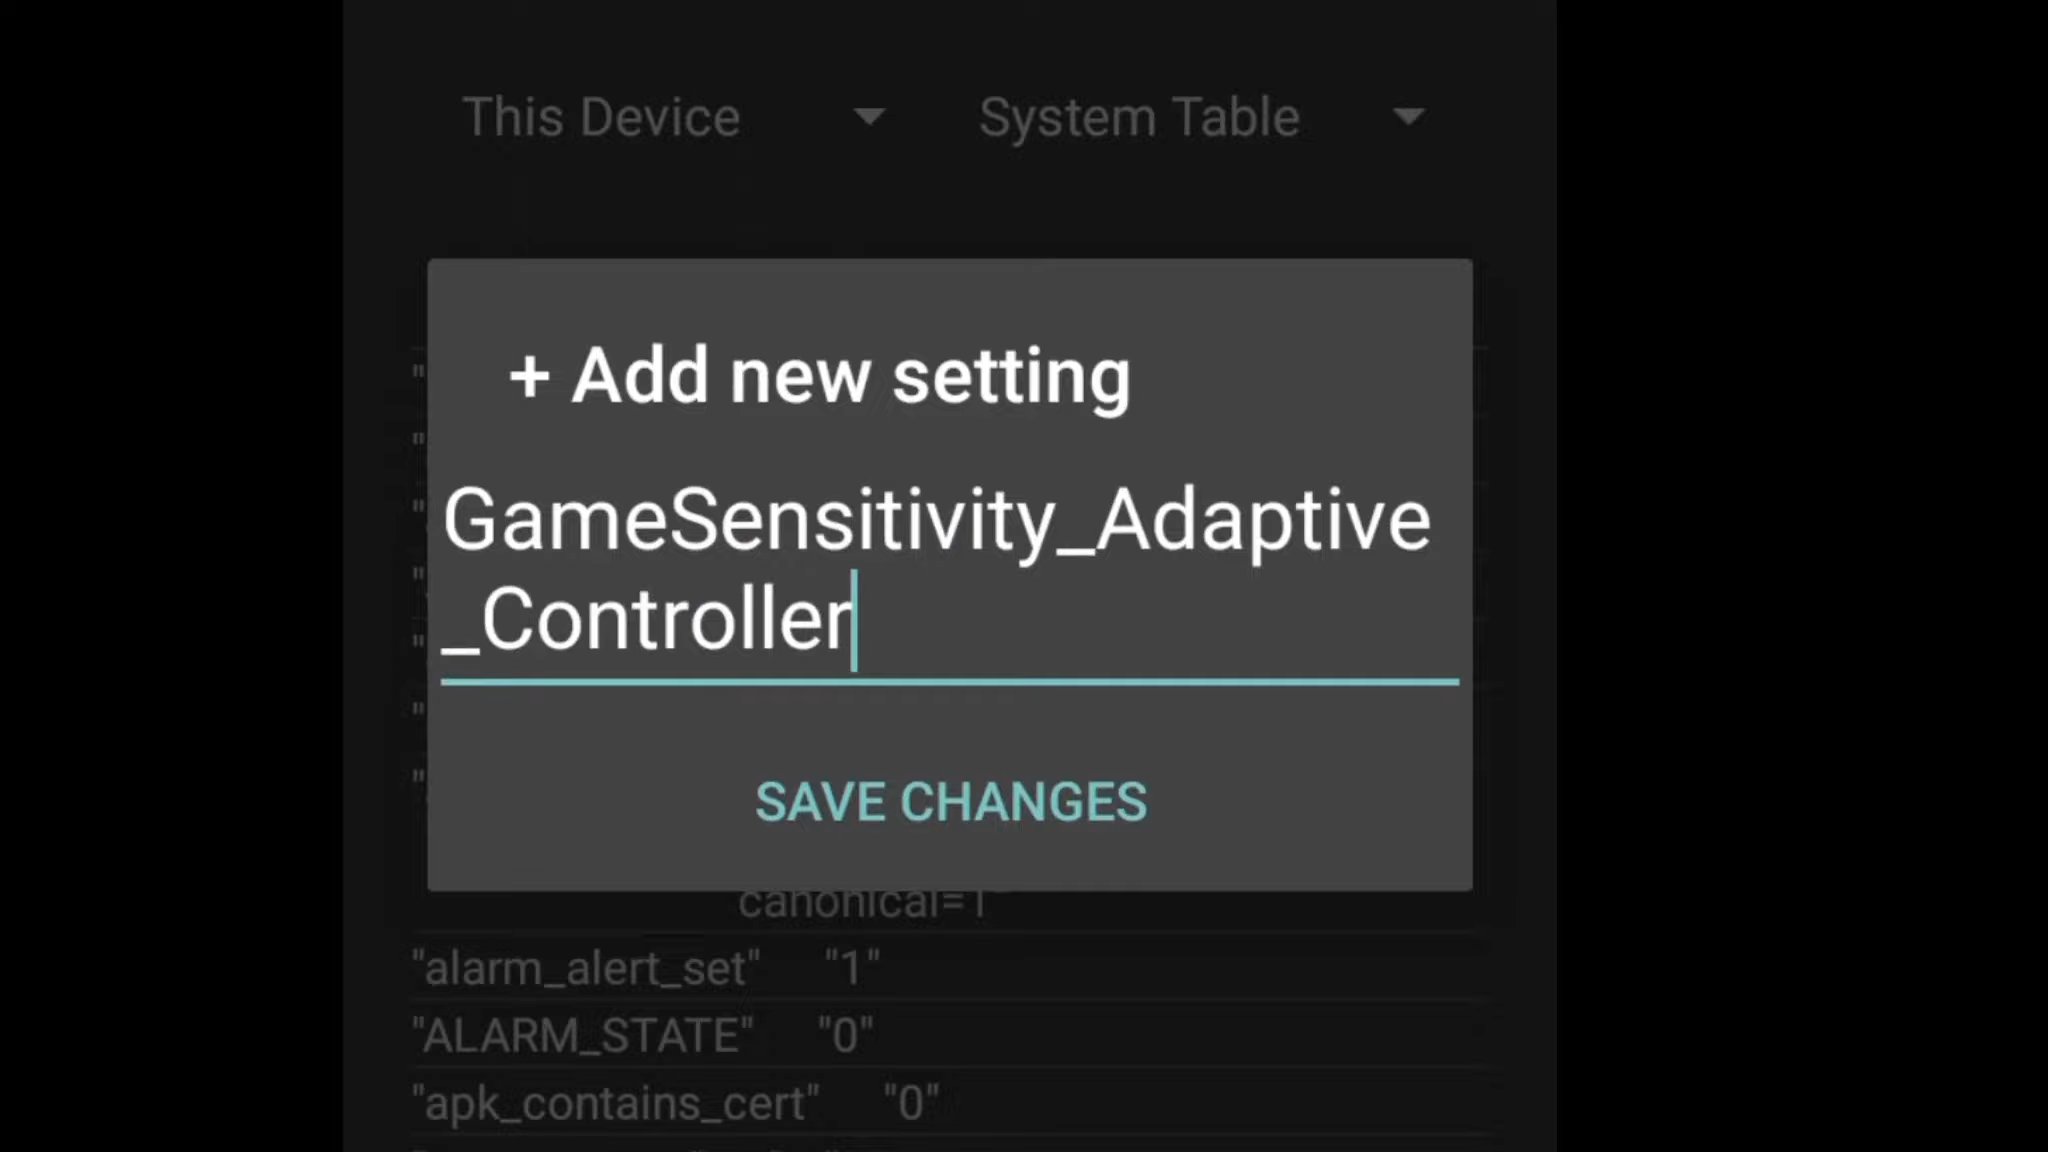 This Device System Table
+ Add new setting
GameSensitivity_Adaptive
_Controller
SAVE CHANGES
canonical=1
"alarm_alert_set" "1"
"ALARM_STATE" "0"
"apk_contains_cert" "0"